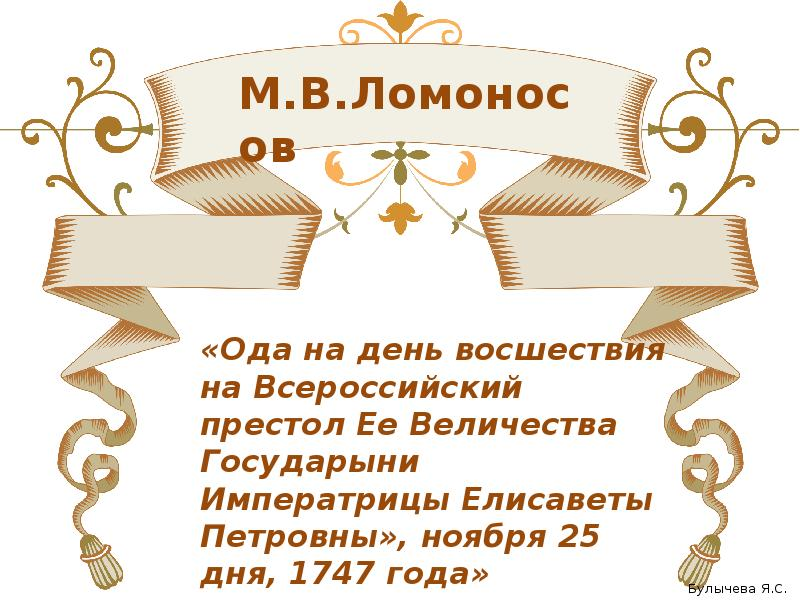 М.В.Ломонос
ов
«Ода на день восшествия
на Всероссийский
престол Ее Величества
Государыни
Императрицы Елисаветы
Петровны», ноября 25
дня, 1747 года»
Булычева Я.С.